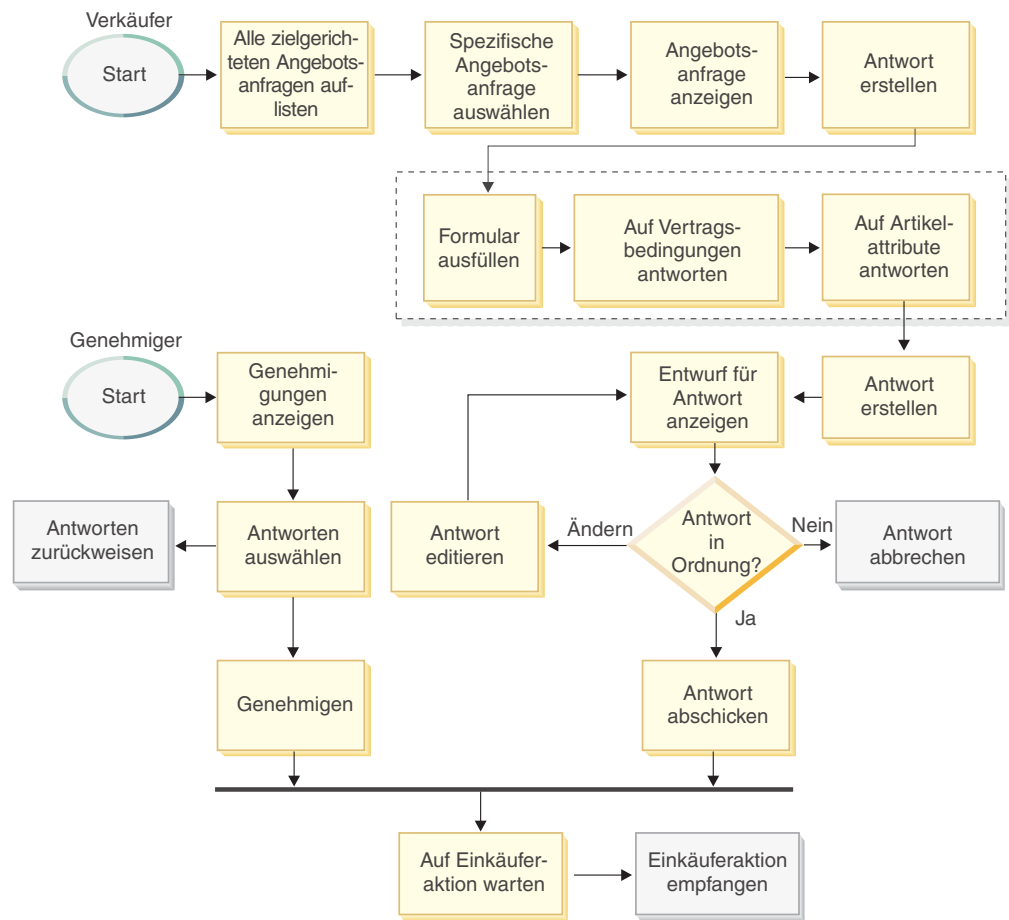 Verkäufer
Start
Alle zielgerich-
teten Angebots-
anfragen auf-
listen
Spezifische
Angebots-
anfrage
auswählen
Angebots-
anfrage
anzeigen
Antwort
erstellen
Formular
ausfüllen
Auf Vertrags-
bedingungen
antworten
Auf Artikel-
attribute
antworten
Genehmiger
Start
Genehmi-
gungen
anzeigen
Entwurf für
Antwort
anzeigen
Antwort
erstellen
Antworten
zurückweisen
Antworten
auswählen
Antwort
editieren
Ändern
Antwort
in
Ordnung?
Nein
Antwort
abbrechen
Ja
Genehmigen
Antwort
abschicken
Auf Einkäufer-
aktion warten
Einkäuferaktion
empfangen